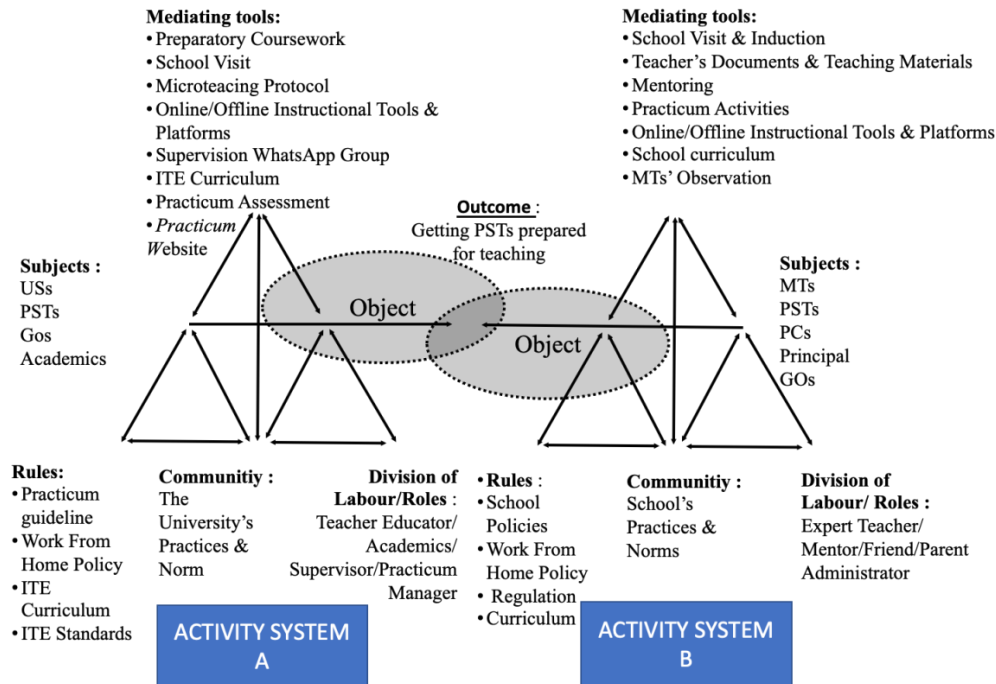 Mediating tools:
•Preparatory Coursework
•School Visit
•Microteacing Protocol
•Online/Offline Instructional Tools &
Platforms
•Supervision WhatsApp Group
•ITE Curriculum
•Practicum Assessment
•Practicum
Website
Mediating tools:
•School Visit & Induction
•Teacher's Documents & Teaching Materials
•Mentoring
•Practicum Activities
•Online/Offline Instructional Tools & Platforms
•School curriculum
•MTs' Observation
Outcome :
Getting PSTs prepared
for teaching
Subjects :
USs
PSTs
Gos
Academics
Object
Object
Subjects :
MTs
PSTs
PCs
Principal
GOs
Rules:
•Practicum
guideline
•Work From
Home Policy
•ITE
Curriculum
•ITE Standards
Communitiy :
The
University's
Practices &
Norm
Division of
Labour/Roles :
Teacher Educator/
Academics/
Supervisor/Practicum
Manager
•Rules :
•School
Policies
•Work From
Home Policy
•Regulation
•Curriculum
Communitiy :
School's
Practices &
Norms
Division of
Labour/ Roles :
Expert Teacher/
Mentor/Friend/Parent
Administrator
ACTIVITY SYSTEM
A
ACTIVITY SYSTEM
B